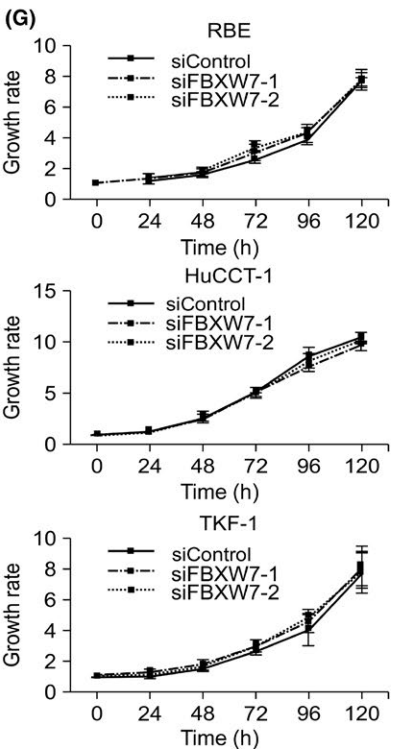 (G)
RBE
10
8
6
4
2
0
Growth rate
siControl
siFBXW7-1
siFBXW7-2
0 24 48 72 96 120
Time (h)
HuCCT-1
15
10
5
0
Growth rate
siControl
siFBXW7-1
siFBXW7-2
0 24 48 72 96 120
Time (h)
TKF-1
10
8
6
4
2
0
Growth rate
siControl
siFBXW7-1
siFBXW7-2
0 24 48 72 96 120
Time (h)